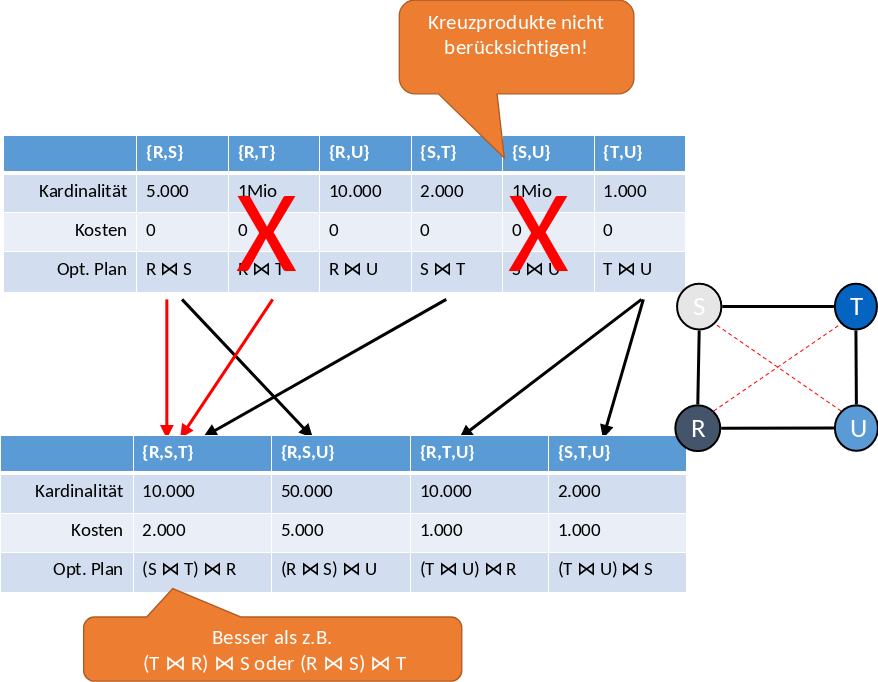 Kreuzprodukte nicht
berücksichtigen!
{R,S} {R,T} {R,U} {S,T} {S,U} {T,U}
Kardinalität 5.000 1Mio 10.000 2.000 1Mio 1.000
Kosten 0 0 0 0 0 0
Opt. Plan R ⋈ S R ⋈ T R ⋈ U S ⋈ T S ⋈ U T ⋈ U
X X
S T
R U
{R,S,T} {R,S,U} {R,T,U} {S,T,U}
Kardinalität 10.000 50.000 10.000 2.000
Kosten 2.000 5.000 1.000 1.000
Opt. Plan (S ⋈ T) ⋈ R (R ⋈ S) ⋈ U (T ⋈ U) ⋈ R (T ⋈ U) ⋈ S
Besser als z.B.
(T ⋈ R) ⋈ S oder (R ⋈ S) ⋈ T